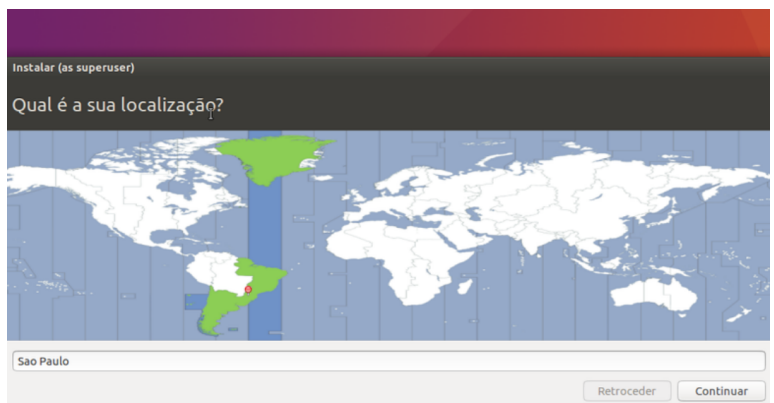 Instalar (as superuser)
Qual é a sua localização?
Sao Paulo
Retroceder
Continuar